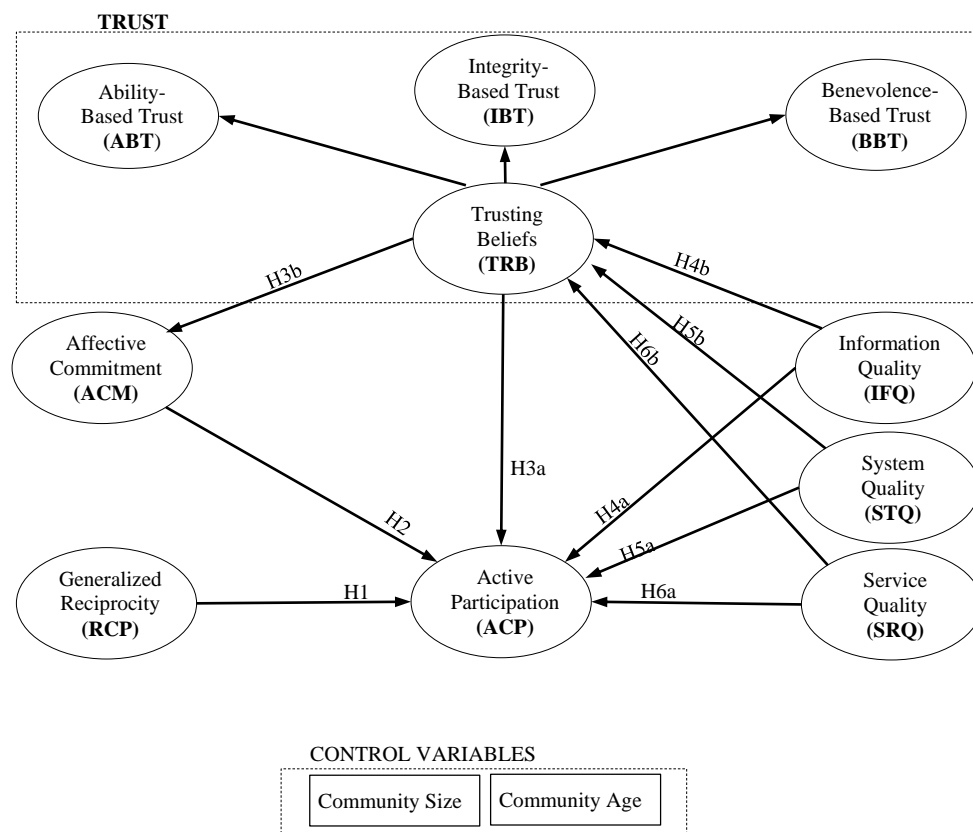 TRUST
Ability-
Based Trust
(ABT)
Integrity-
Based Trust
(IBT)
Benevolence-
Based Trust
(BBT)
Trusting
Beliefs
(TRB)
H3b
H4b
H5b
H6b
Affective
Commitment
(ACM)
Information
Quality
(IFQ)
H3a
System
Quality
(STQ)
H4a
H2
H5a
Generalized
Reciprocity
(RCP)
H1
Active
Participation
(ACP)
H6a
Service
Quality
(SRQ)
CONTROL VARIABLES
Community Size
Community Age